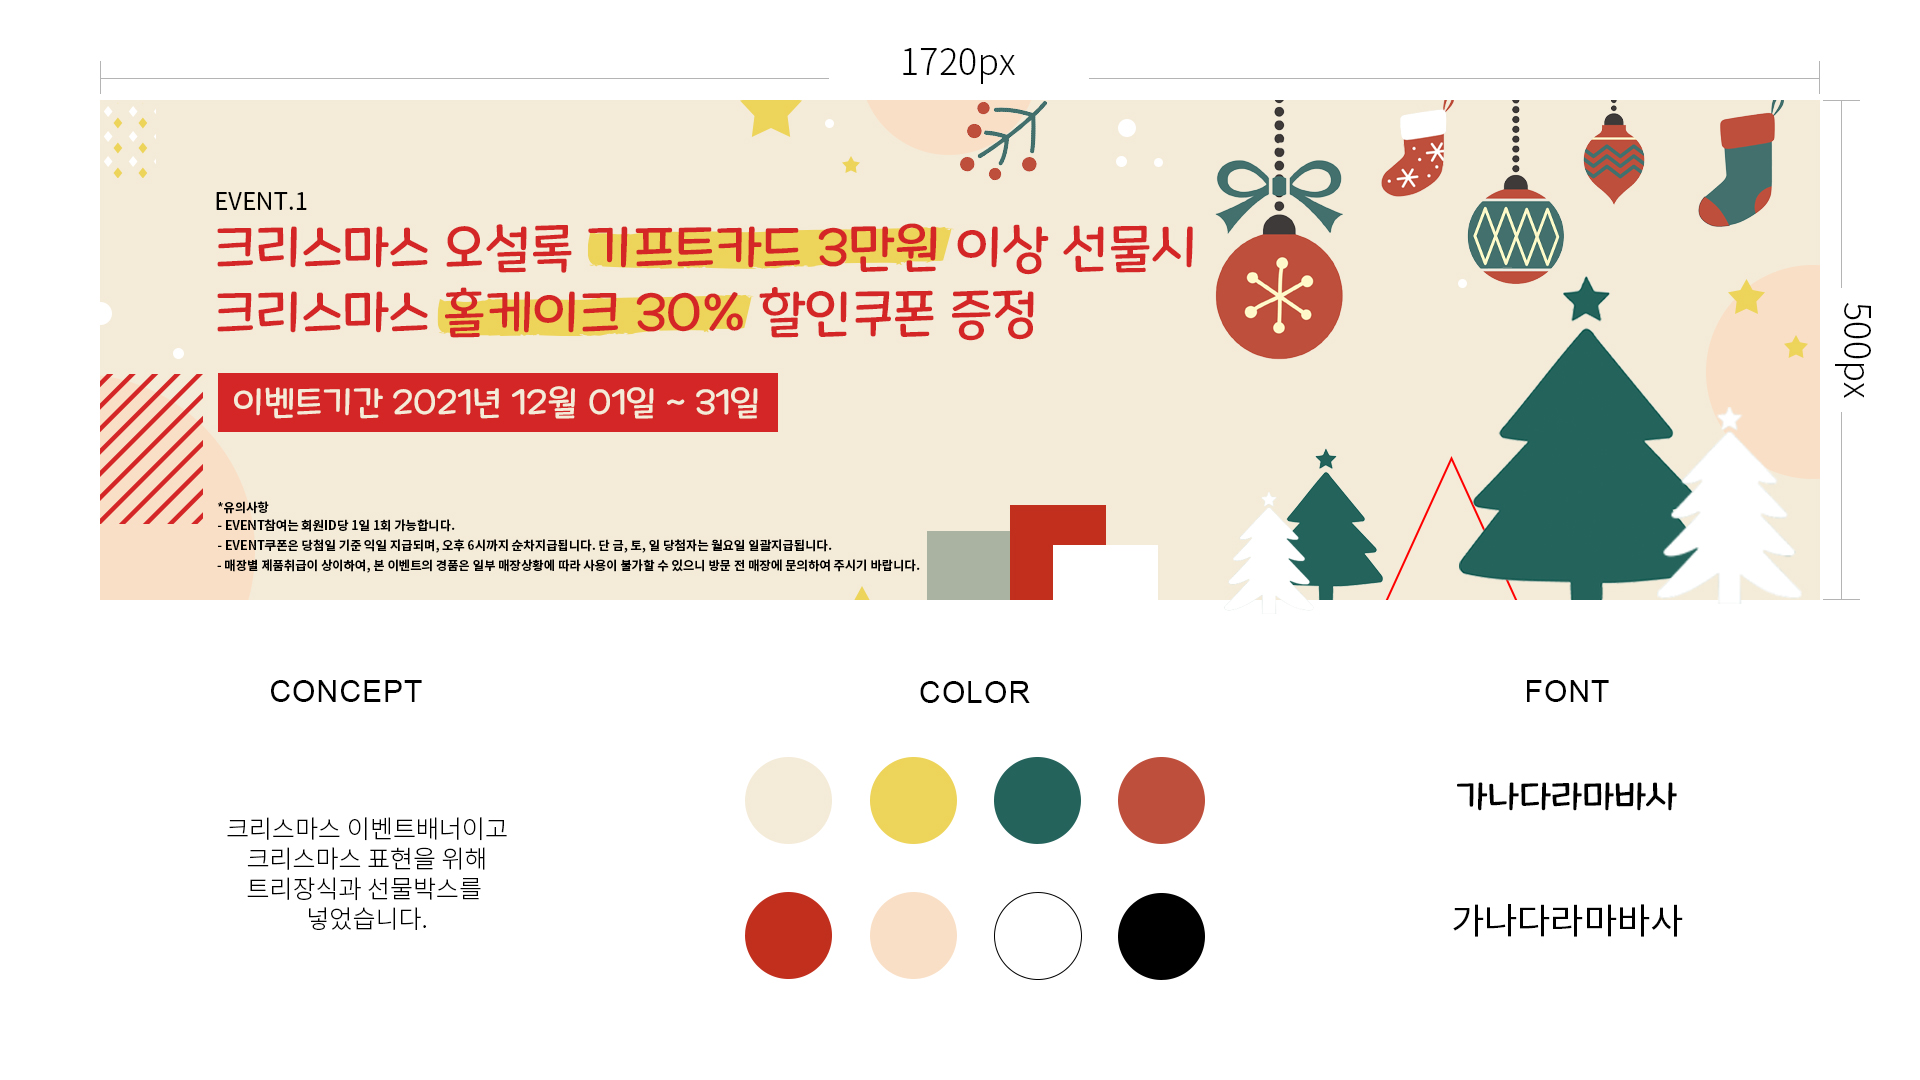 1720px
EVENT.1
크리스마스 오설록 기프트카드 3만원 이상 선물시
크리스마스 홀케이크 30% 할인쿠폰 증정
이벤트기간 2021년 12월 01일 ~ 31일
500px
*유의사항
- EVENT참여는 회원ID당 1일 1회 가능합니다.
- EVENT쿠폰은 당첨일 기준 익일 지급되며, 오후 6시까지 순차지급됩니다. 단 금, 토, 일 당첨자는 월요일 일괄지급됩니다.
- 매장별 제품취급이 상이하여, 본 이벤트의 경품은 일부 매장상황에 따라 사용이 불가할 수 있으니 방문 전 매장에 문의하여 주시기 바랍니다.
CONCEPT
크리스마스 이벤트배너이고
크리스마스 표현을 위해
트리장식과 선물박스를
넣었습니다.
COLOR
FONT
가나다라마바사
가나다라마바사